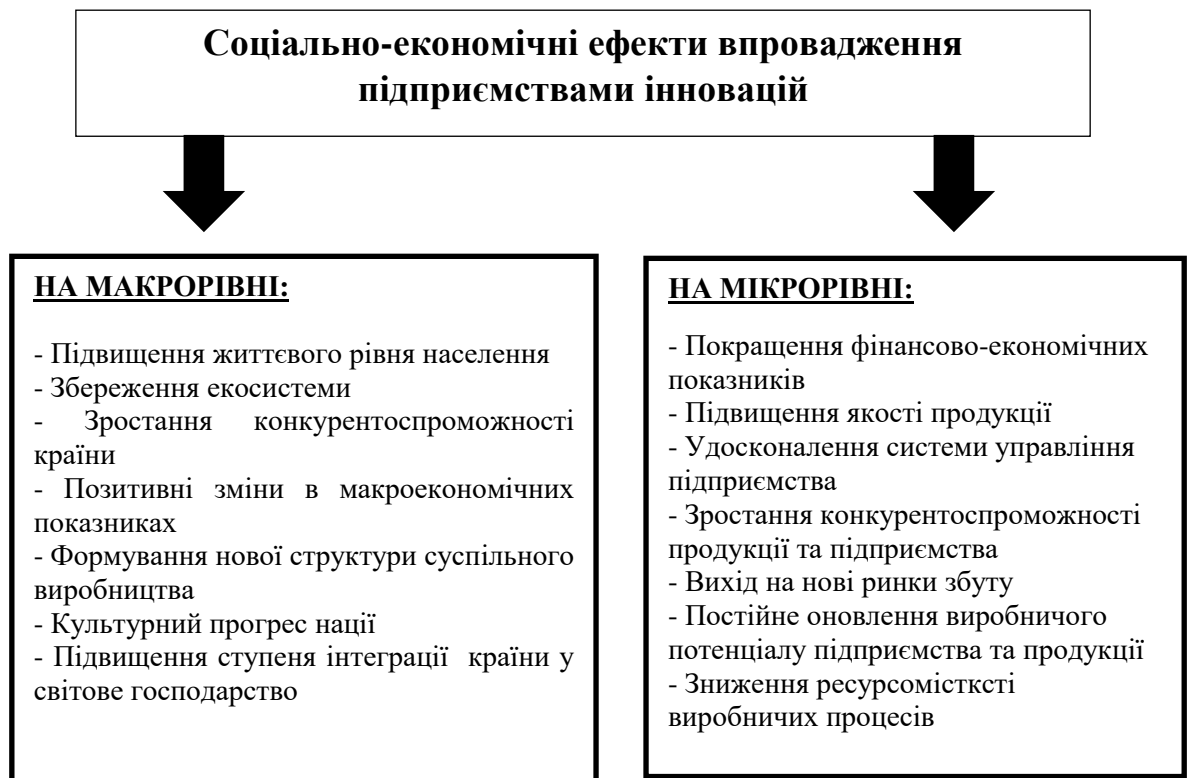 Соціально-економічні ефекти впровадження
підприємствами інновацій
НА МАКРОРІВНІ:
- Підвищення життєвого рівня населення
- Збереження екосистеми
- Зростання конкурентоспроможності
країни
- Позитивні зміни в макроекономічних
показниках
- Формування нової структури суспільного
виробництва
- Культурний прогрес нації
- Підвищення ступеня інтеграції країни у
світове господарство
НА МІКРОРІВНІ:
- Покращення фінансово-економічних
показників
- Підвищення якості продукції
- Удосконалення системи управління
підприємства
- Зростання конкурентоспроможності
продукції та підприємства
- Вихід на нові ринки збуту
- Постійне оновлення виробничого
потенціалу підприємства та продукції
- Зниження ресурсомістксті
виробничих процесів